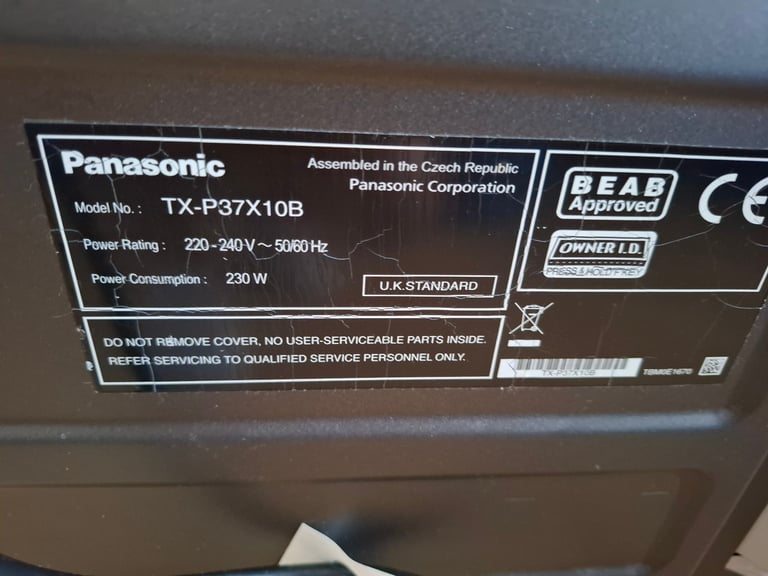 Panasonic
Assembled in the Czech Republic
Panasonic Corporation
Model No. : TX-P37X10B
Power Rating : 220 - 240 V ~ 50/60 Hz
Power Consumption : 230 W
U.K.STANDARD
DO NOT REMOVE COVER, NO USER-SERVICEABLE PARTS INSIDE.
REFER SERVICING TO QUALIFIED SERVICE PERSONNEL ONLY.
BEAB
Approved
CE
OWNER I.D.
PRESS & HOLD 'F' KEY
TX-P37X10B
TBM0E1670